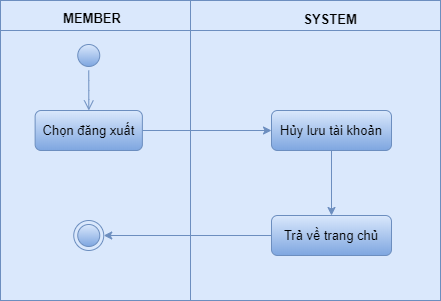 MEMBER
SYSTEM
Chọn đăng xuất
Hủy lưu tài khoản
Trả về trang chủ